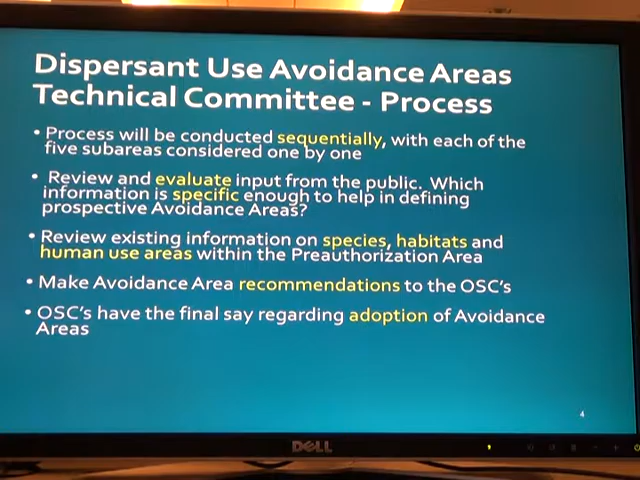 Dispersant Use Avoidance Areas
Technical Committee - Process
• Process will be conducted sequentially, with each of the
five subareas considered one by one
• Review and evaluate input from the public. Which
information is specific enough to help in defining
prospective Avoidance Areas?
• Review existing information on species, habitats and
human use areas within the Preauthorization Area
• Make Avoidance Area recommendations to the OSC's
• OSC's have the final say regarding adoption of Avoidance
Areas
4
DELL